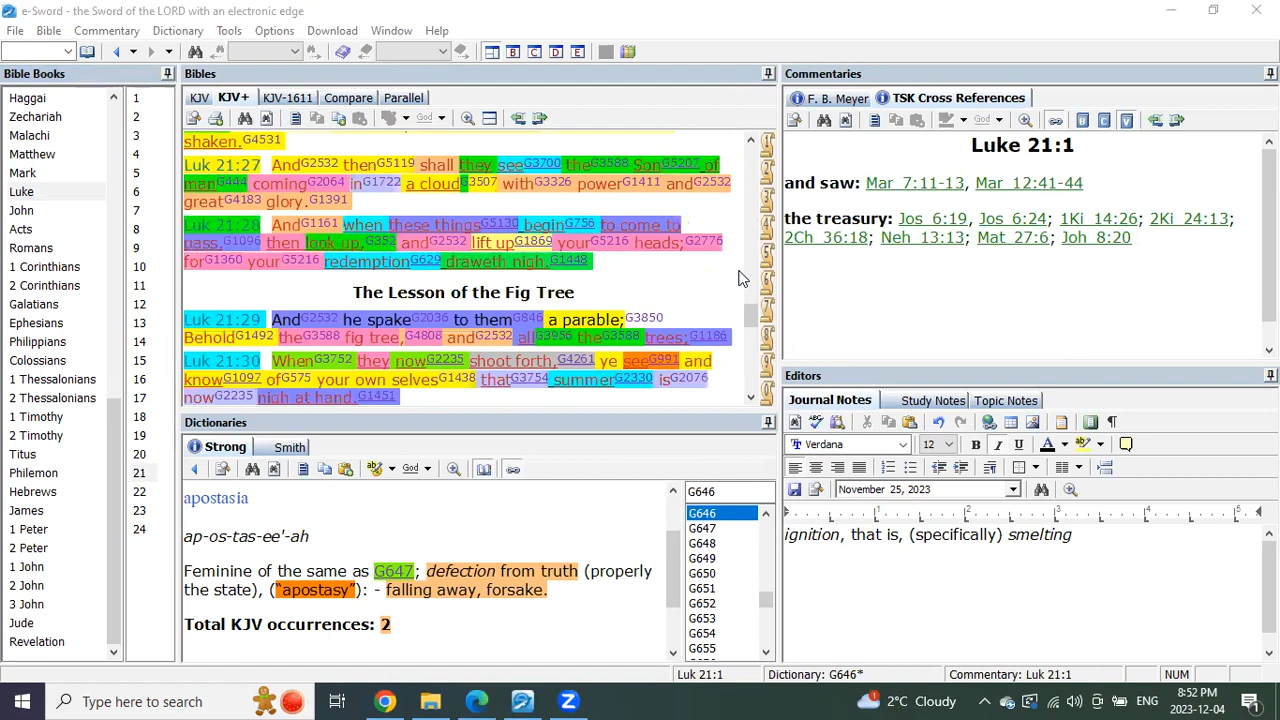 e-Sword - the Sword of the LORD with an electronic edge
File Bible Commentary Dictionary Tools Options Download Window Help
B C D E
Bible Books
Haggai
Zechariah
Malachi
Matthew
Mark
Luke
John
Acts
Romans
1 Corinthians
2 Corinthians
Galatians
Ephesians
Philippians
Colossians
1 Thessalonians
2 Thessalonians
1 Timothy
2 Timothy
Titus
Philemon
Hebrews
James
1 Peter
2 Peter
1 John
2 John
3 John
Jude
Revelation
1
2
3
4
5
6
7
8
9
10
11
12
13
14
15
16
17
18
19
20
21
22
23
24
Bibles
KJV KJV+ KJV-1611 Compare Parallel
God
shaken.G4531
Luk 21:27 AndG2532 thenG5119 shall they seeG3700 theG3588 SonG5207 of
manG444 comingG2064 inG1722 a cloudG3507 withG3326 powerG1411 andG2532
greatG4183 glory.G1391
Luk 21:28 AndG1161 when these thingsG5130 beginG756 to come to
pass,G1096 then look up,G352 andG2532 lift upG1869 yourG5216 heads;G2776
forG1360 yourG5216 redemptionG629 draweth nigh.G1448
The Lesson of the Fig Tree
Luk 21:29 AndG2532 he spakeG2036 to themG846 a parable;G3850
BeholdG1492 theG3588 fig tree,G4808 andG2532 allG3956 theG3588 trees;G1186
Luk 21:30 WhenG3752 they nowG2235 shoot forth,G4261 ye seeG991 and
knowG1097 ofG575 your own selvesG1438 thatG3754 summerG2330 isG2076
nowG2235 nigh at hand.G1451
Dictionaries
Strong Smith
God
apostasia
ap-os-tas-ee'-ah
Feminine of the same as G647; defection from truth (properly
the state), (“apostasy”): - falling away, forsake.
Total KJV occurrences: 2
G646
G646
G647
G648
G649
G650
G651
G652
G653
G654
G655
Commentaries
F. B. Meyer TSK Cross References
God B C V
Luke 21:1
and saw: Mar 7:11-13, Mar 12:41-44
the treasury: Jos 6:19, Jos 6:24; 1Ki 14:26; 2Ki 24:13;
2Ch 36:18; Neh 13:13; Mat 27:6; Joh 8:20
Editors
Journal Notes Study Notes Topic Notes
Verdana 12 B I U A
November 25, 2023
1 2 3 4 5
ignition, that is, (specifically) smelting
Luk 21:1 Dictionary: G646* Commentary: Luk 21:1 NUM
Type here to search
2°C Cloudy ENG
8:52 PM
2023-12-04
1